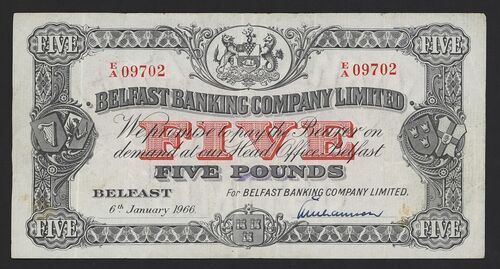 FIVE FIVE
E/A 09702 E/A 09702
BELFAST BANKING COMPANY LIMITED
We promise to pay the Bearer on
FIVE
demand at our Head Office Belfast
FIVE POUNDS
BELFAST For BELFAST BANKING COMPANY LIMITED,
6th January 1966.
FIVE FIVE